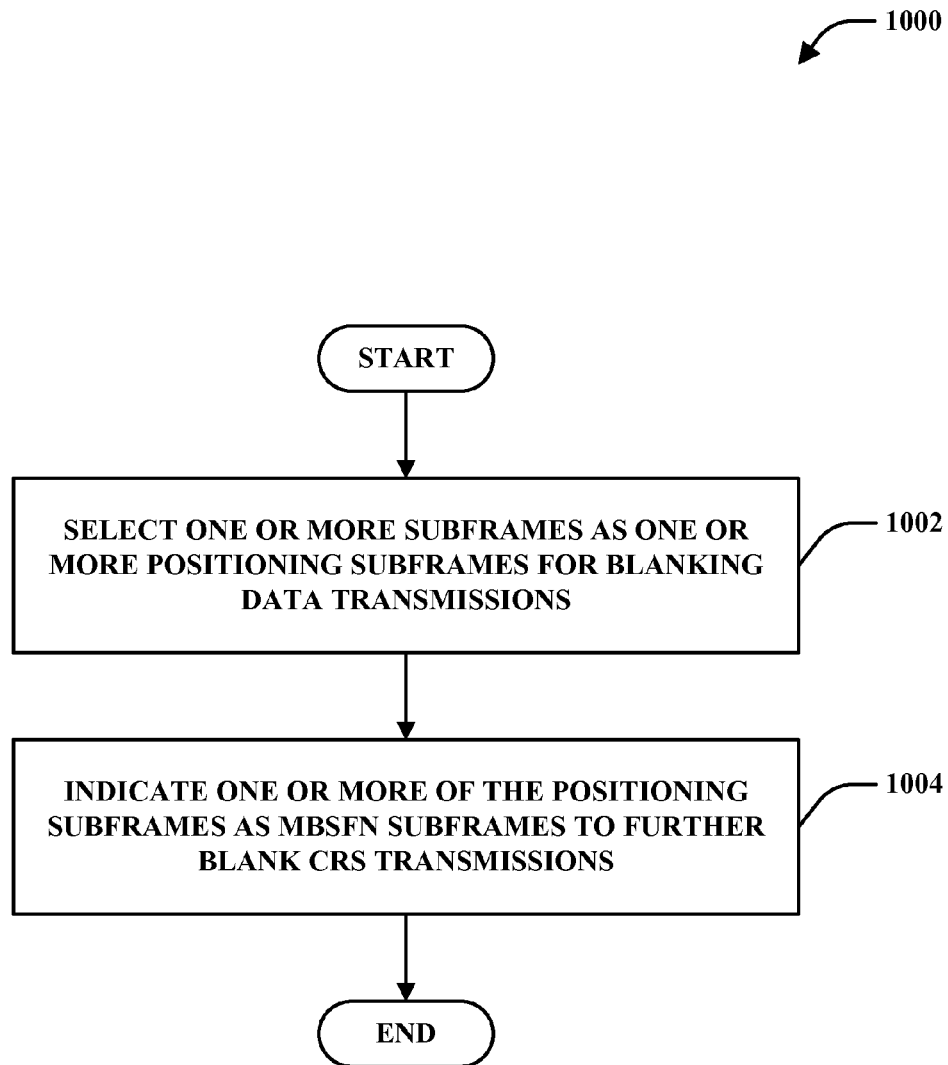 1000
START
SELECT ONE OR MORE SUBFRAMES AS ONE OR
MORE POSITIONING SUBFRAMES FOR BLANKING
DATA TRANSMISSIONS
1002
INDICATE ONE OR MORE OF THE POSITIONING
SUBFRAMES AS MBSFN SUBFRAMES TO FURTHER
BLANK CRS TRANSMISSIONS
1004
END